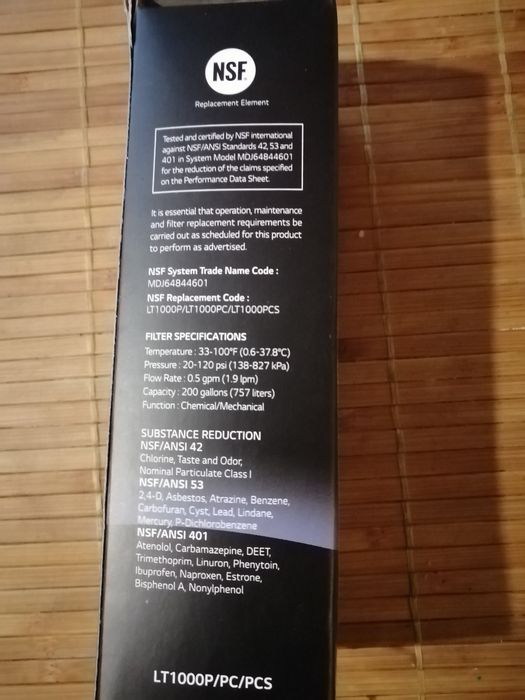 NSF
Replacement Element
Tested and certified by NSF international
against NSF/ANSI Standards 42, 53 and
401 in System Model MDJ64844601
for the reduction of the claims specified
on the Performance Data Sheet.
It is essential that operation, maintenance
and filter replacement requirements be
carried out as scheduled for this product
to perform as advertised.
NSF System Trade Name Code :
MDJ64844601
NSF Replacement Code :
LT1000P/LT1000PC/LT1000PCS
FILTER SPECIFICATIONS
Temperature : 33-100°F (0.6-37.8°C)
Pressure : 20-120 psi (138-827 kPa)
Flow Rate : 0.5 gpm (1.9 lpm)
Capacity : 200 gallons (757 liters)
Function : Chemical/Mechanical
SUBSTANCE REDUCTION
NSF/ANSI 42
Chlorine, Taste and Odor,
Nominal Particulate Class I
NSF/ANSI 53
2,4-D, Asbestos, Atrazine, Benzene,
Carbofuran, Cyst, Lead, Lindane,
Mercury, P-Dichlorobenzene
NSF/ANSI 401
Atenolol, Carbamazepine, DEET,
Trimethoprim, Linuron, Phenytoin,
Ibuprofen, Naproxen, Estrone,
Bisphenol A, Nonylphenol
LT1000P/PC/PCS